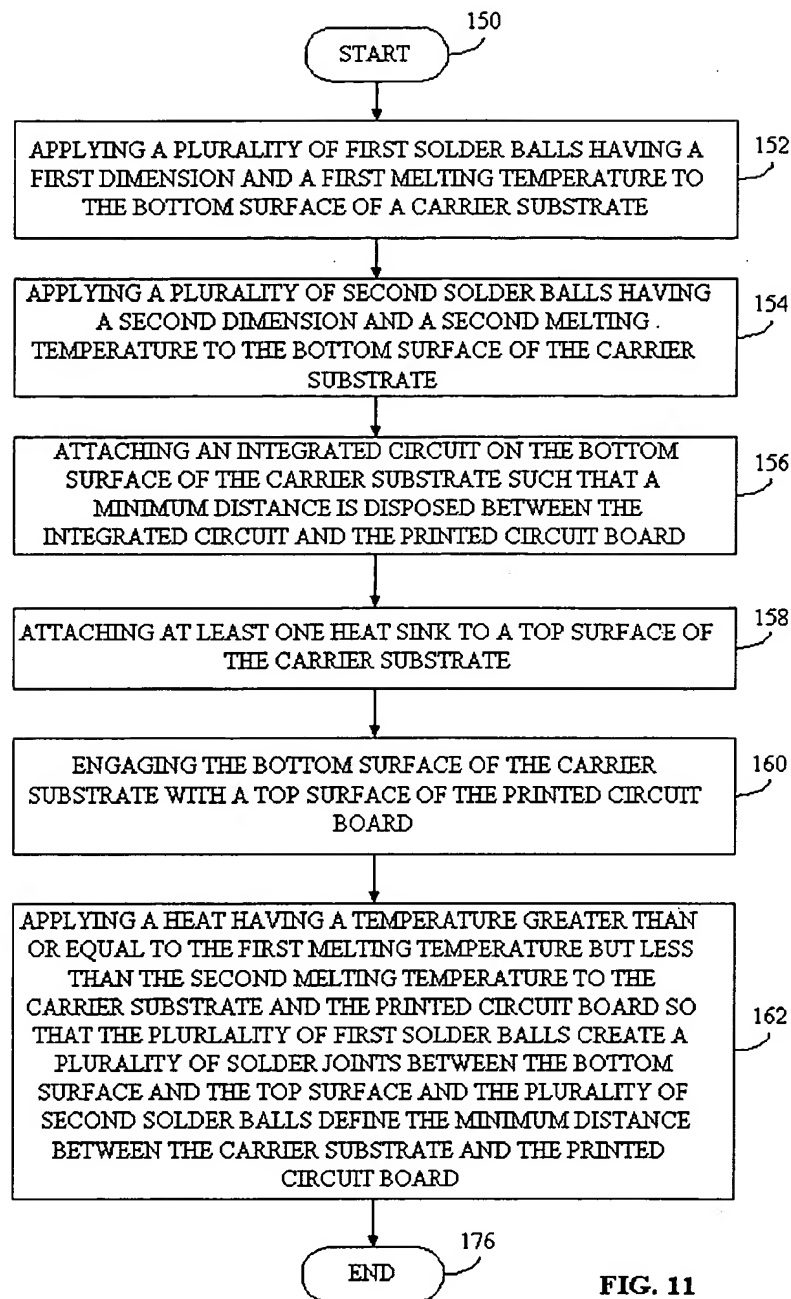 150
START
APPLYING A PLURALITY OF FIRST SOLDER BALLS HAVING A
FIRST DIMENSION AND A FIRST MELTING TEMPERATURE TO
THE BOTTOM SURFACE OF A CARRIER SUBSTRATE
152
APPLYING A PLURALITY OF SECOND SOLDER BALLS HAVING
A SECOND DIMENSION AND A SECOND MELTING
TEMPERATURE TO THE BOTTOM SURFACE OF THE CARRIER
SUBSTRATE
154
ATTACHING AN INTEGRATED CIRCUIT ON THE BOTTOM
SURFACE OF THE CARRIER SUBSTRATE SUCH THAT A
MINIMUM DISTANCE IS DISPOSED BETWEEN THE
INTEGRATED CIRCUIT AND THE PRINTED CIRCUIT BOARD
156
ATTACHING AT LEAST ONE HEAT SINK TO A TOP SURFACE OF
THE CARRIER SUBSTRATE
158
ENGAGING THE BOTTOM SURFACE OF THE CARRIER
SUBSTRATE WITH A TOP SURFACE OF THE PRINTED CIRCUIT
BOARD
160
APPLYING A HEAT HAVING A TEMPERATURE GREATER THAN
OR EQUAL TO THE FIRST MELTING TEMPERATURE BUT LESS
THAN THE SECOND MELTING TEMPERATURE TO THE
CARRIER SUBSTRATE AND THE PRINTED CIRCUIT BOARD SO
THAT THE PLURLALITY OF FIRST SOLDER BALLS CREATE A
PLURALITY OF SOLDER JOINTS BETWEEN THE BOTTOM
SURFACE AND THE TOP SURFACE AND THE PLURALITY OF
SECOND SOLDER BALLS DEFINE THE MINIMUM DISTANCE
BETWEEN THE CARRIER SUBSTRATE AND THE PRINTED
CIRCUIT BOARD
162
END
176
FIG. 11